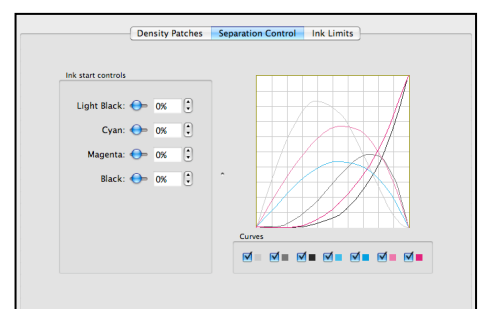 Density Patches Separation Control Ink Limits
Ink start controls
Light Black: 0%
Cyan: 0%
Magenta: 0%
Black: 0%
Curves